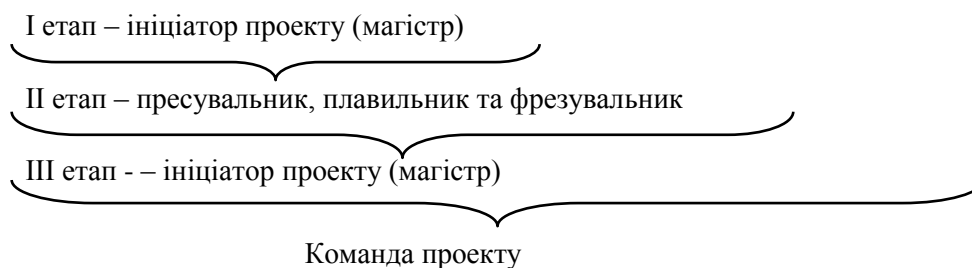 І етап – ініціатор проекту (магістр)
ІІ етап – пресувальник, плавильник та фрезувальник
ІІІ етап - – ініціатор проекту (магістр)
Команда проекту